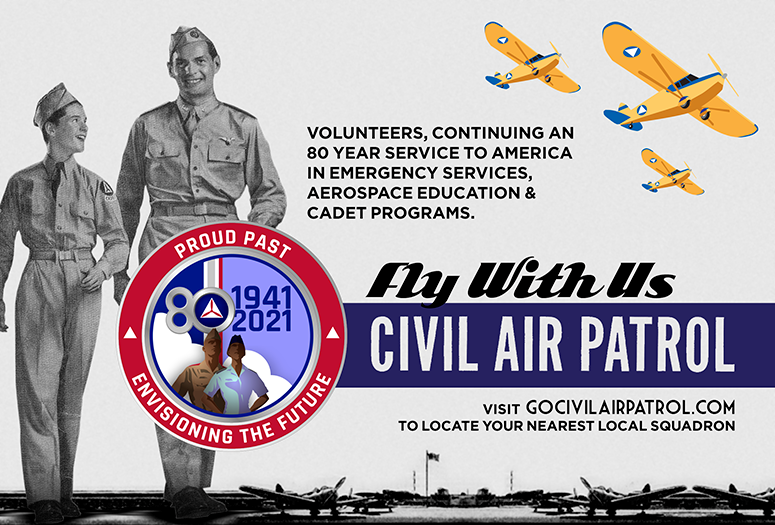 VOLUNTEERS, CONTINUING AN
80 YEAR SERVICE TO AMERICA
IN EMERGENCY SERVICES,
AEROSPACE EDUCATION &
CADET PROGRAMS.
PROUD PAST
80 1941
2021
ENVISIONING THE FUTURE
Fly With Us
CIVIL AIR PATROL
VISIT GOCIVILAIRPATROL.COM
TO LOCATE YOUR NEAREST LOCAL SQUADRON